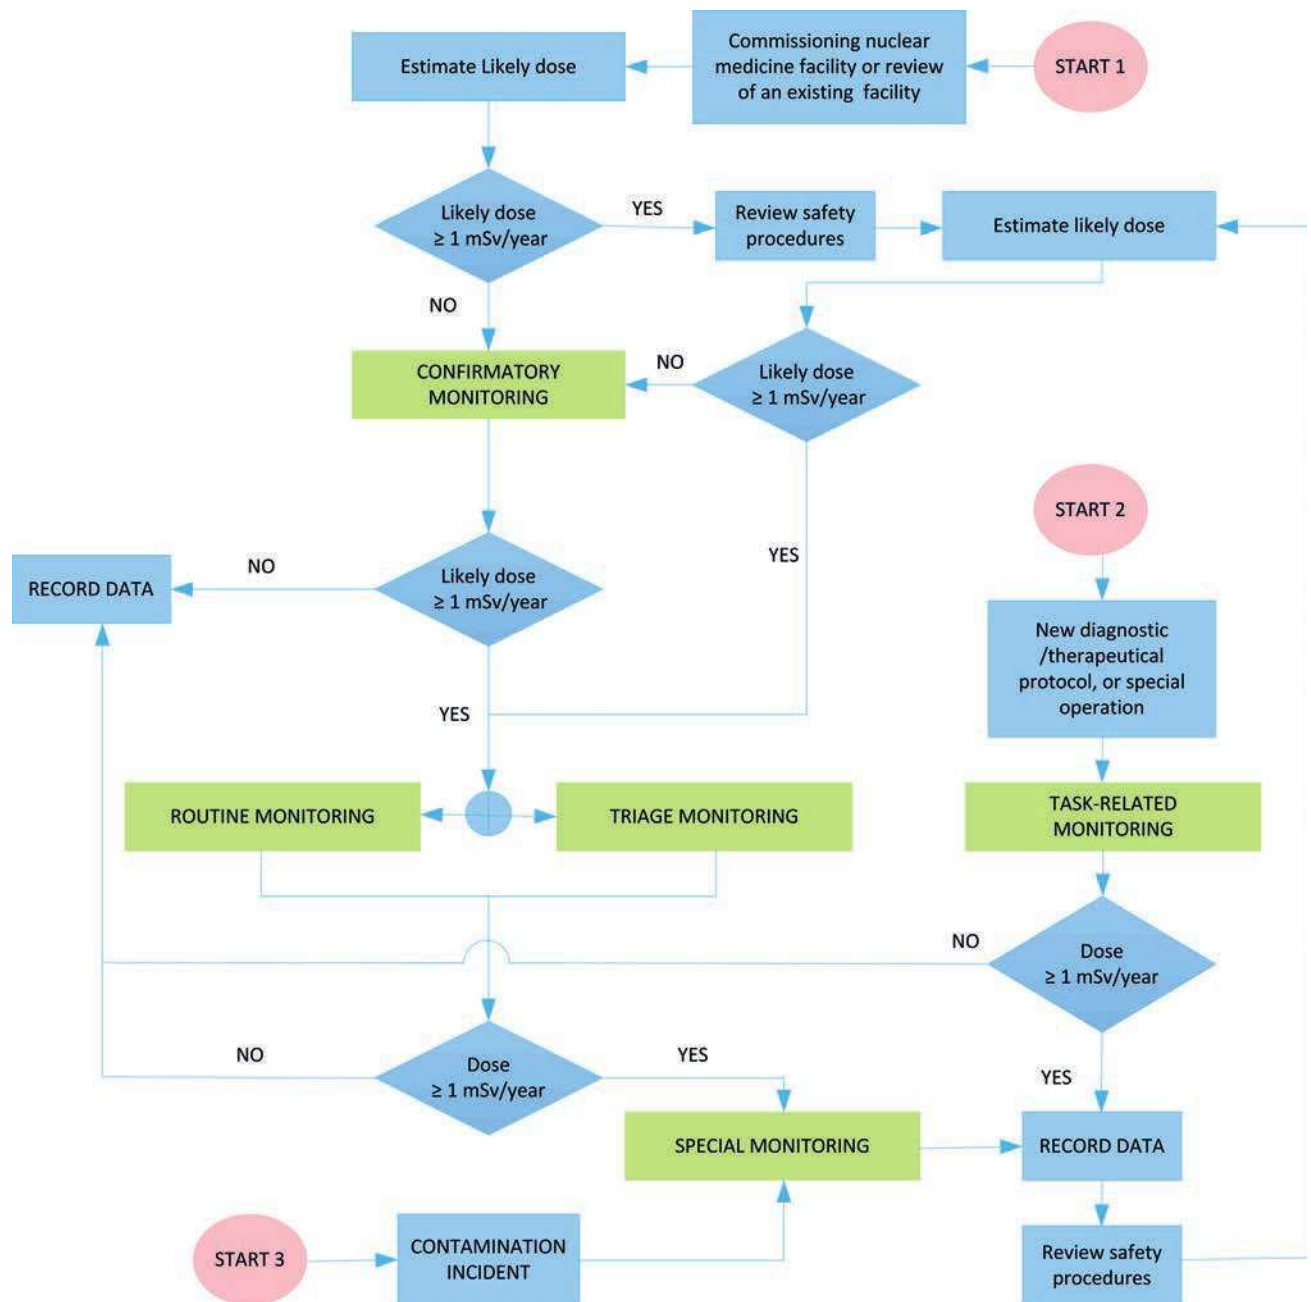 Estimate Likely dose
Commissioning nuclear
medicine facility or review
of an existing facility
START 1
Likely dose
≥ 1 mSv/year
YES
Review safety
procedures
Estimate likely dose
NO
CONFIRMATORY
MONITORING
NO
Likely dose
≥ 1 mSv/year
START 2
YES
RECORD DATA
NO
Likely dose
≥ 1 mSv/year
New diagnostic
/therapeutical
protocol, or special
operation
YES
ROUTINE MONITORING
TRIAGE MONITORING
TASK-RELATED
MONITORING
NO
Dose
≥ 1 mSv/year
NO
Dose
≥ 1 mSv/year
YES
YES
SPECIAL MONITORING
RECORD DATA
START 3
CONTAMINATION
INCIDENT
Review safety
procedures